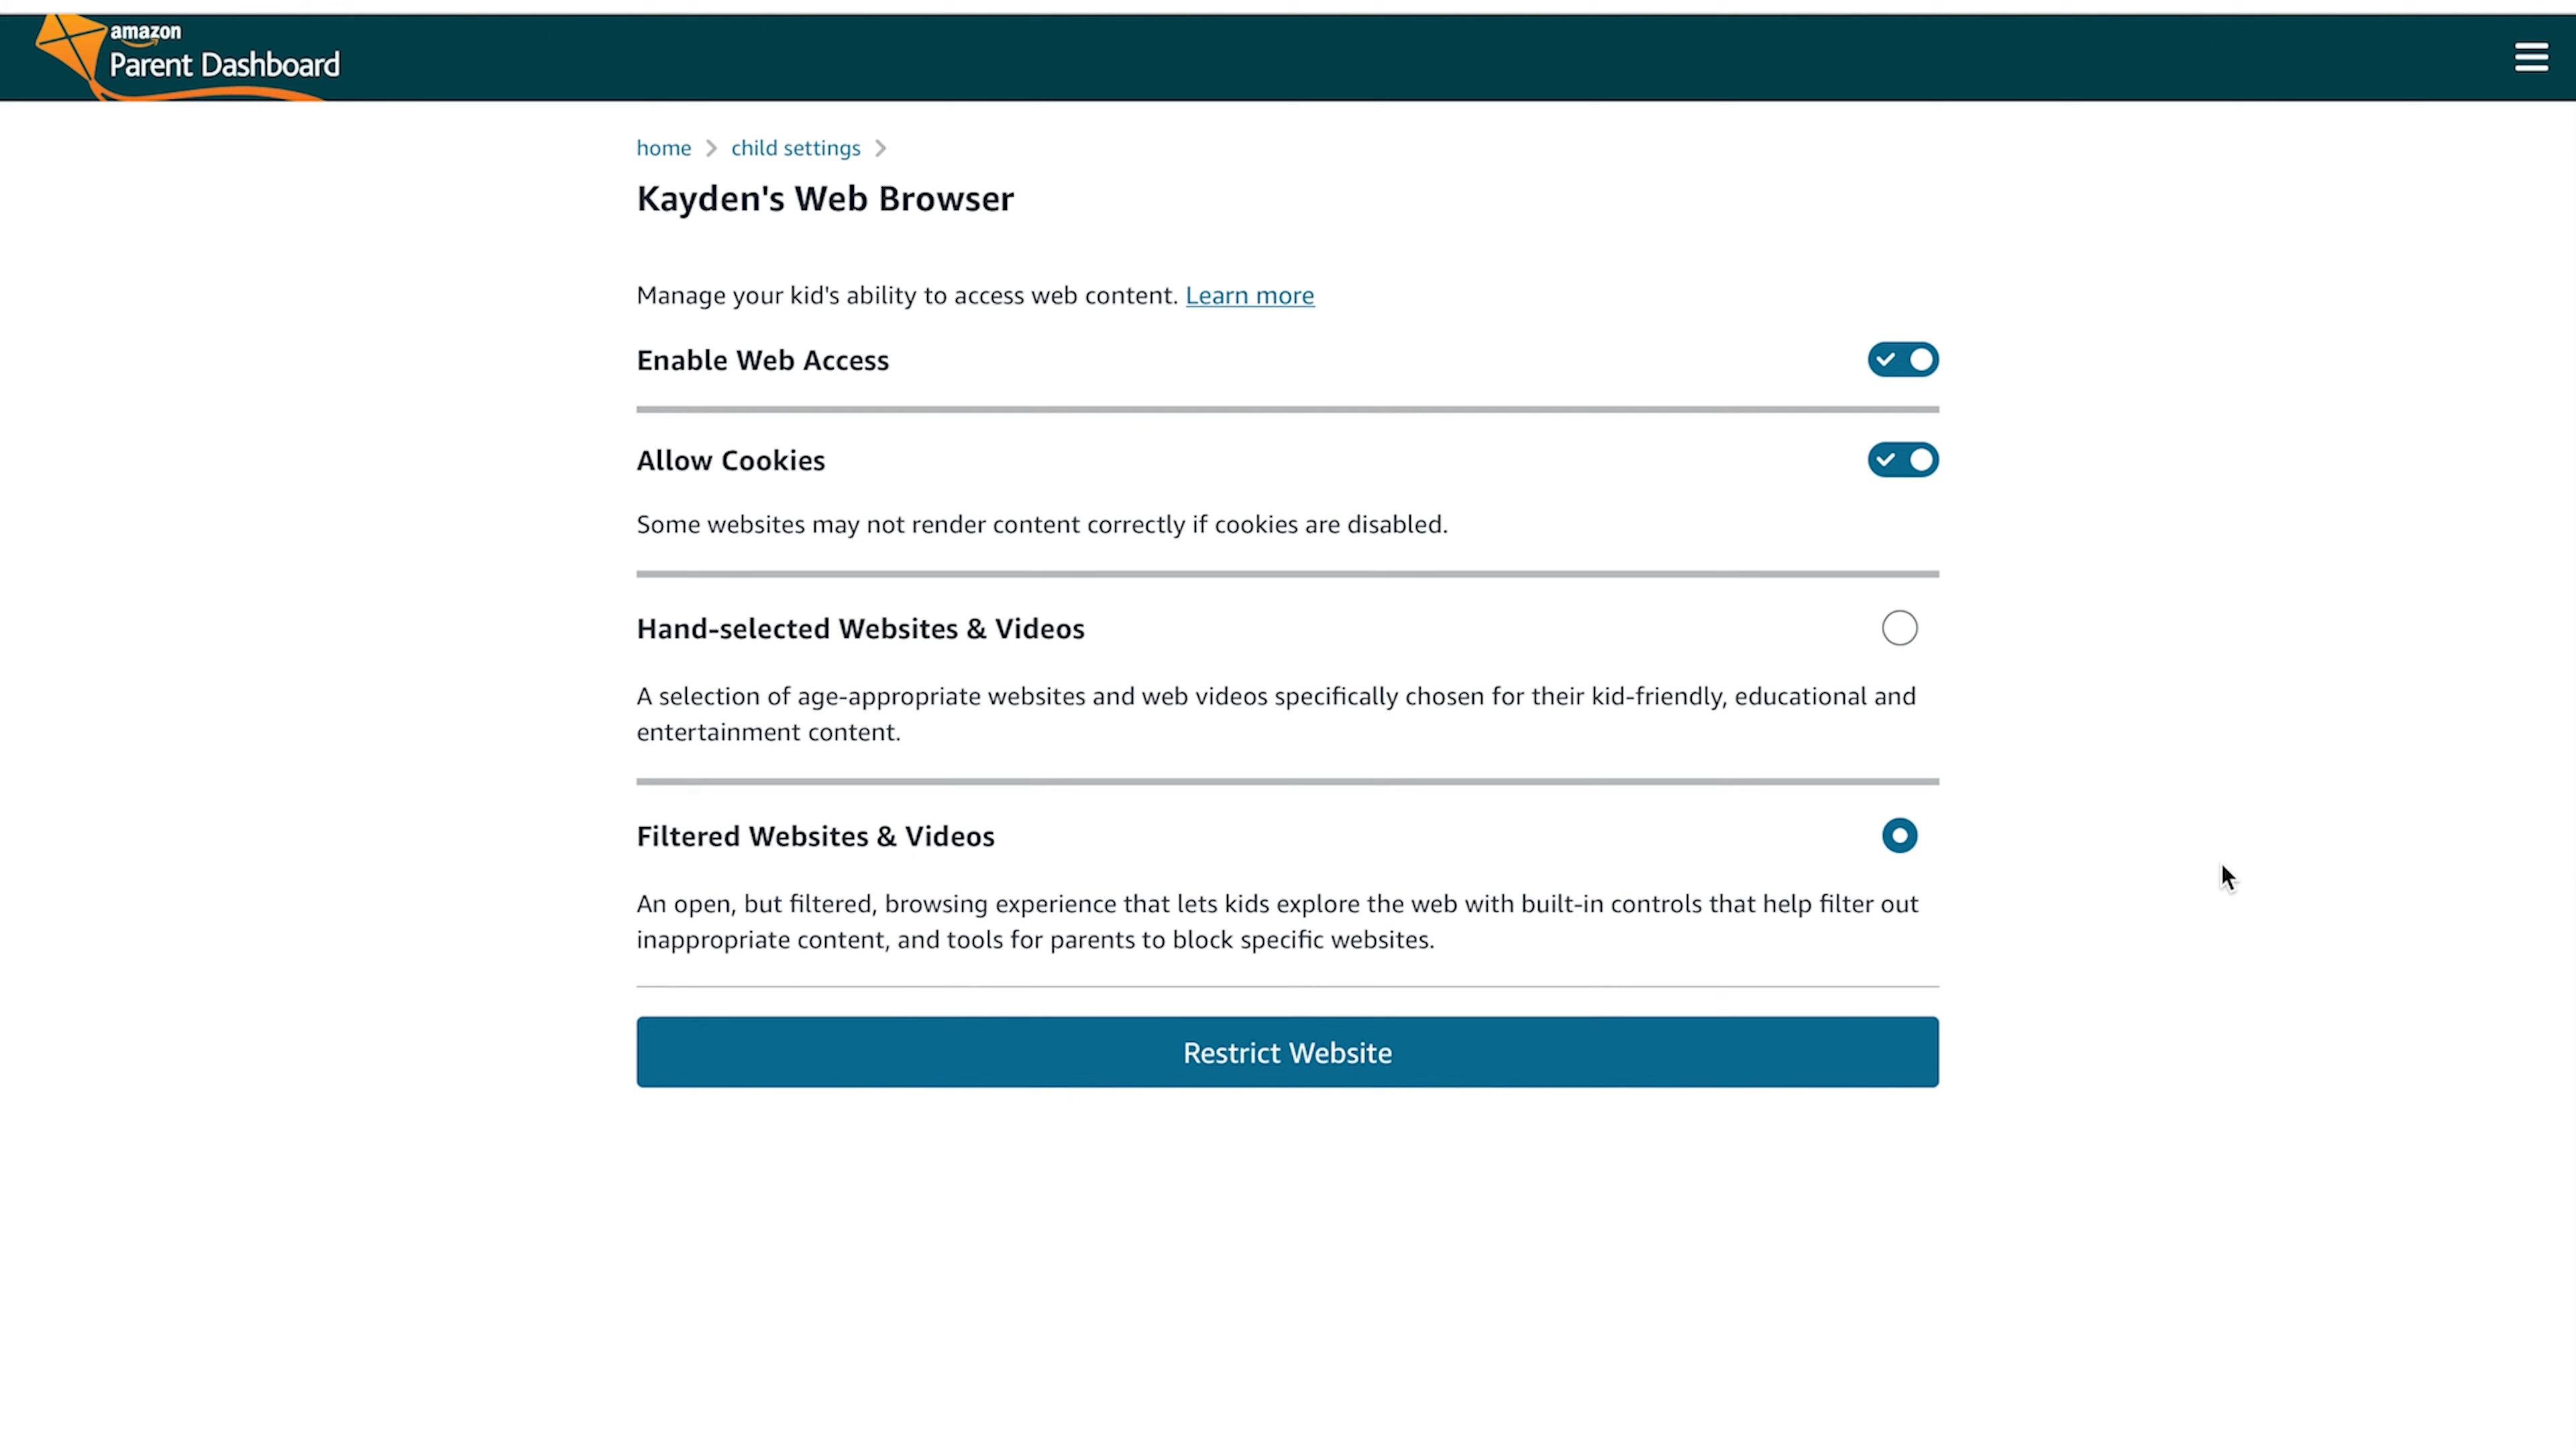 amazon
Parent Dashboard
home
child settings
Kayden's Web Browser
Manage your kid's ability to access web content. Learn more
Enable Web Access
Allow Cookies
Some websites may not render content correctly if cookies are disabled.
Hand-selected Websites & Videos
A selection of age-appropriate websites and web videos specifically chosen for their kid-friendly, educational and
entertainment content.
Filtered Websites & Videos
An open, but filtered, browsing experience that lets kids explore the web with built-in controls that help filter out
inappropriate content, and tools for parents to block specific websites.
Restrict Website